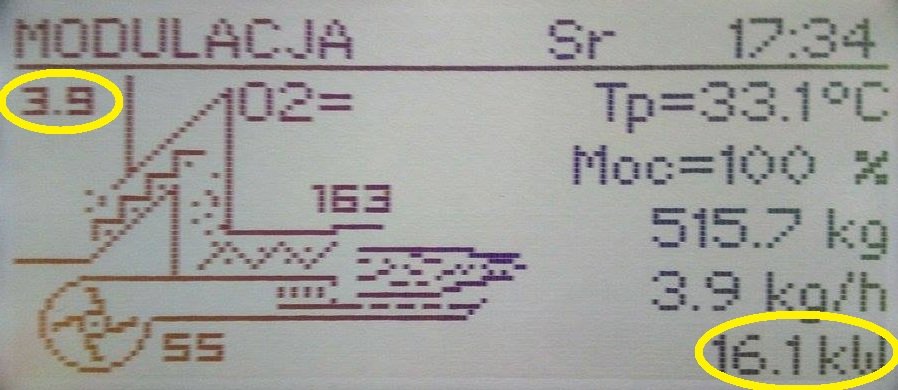 MODULACJA Sr 17:34
3.9 O2= Tp=33.1°C
Moc=100 %
163
515.7 kg
3.9 kg/h
55
16.1 kW